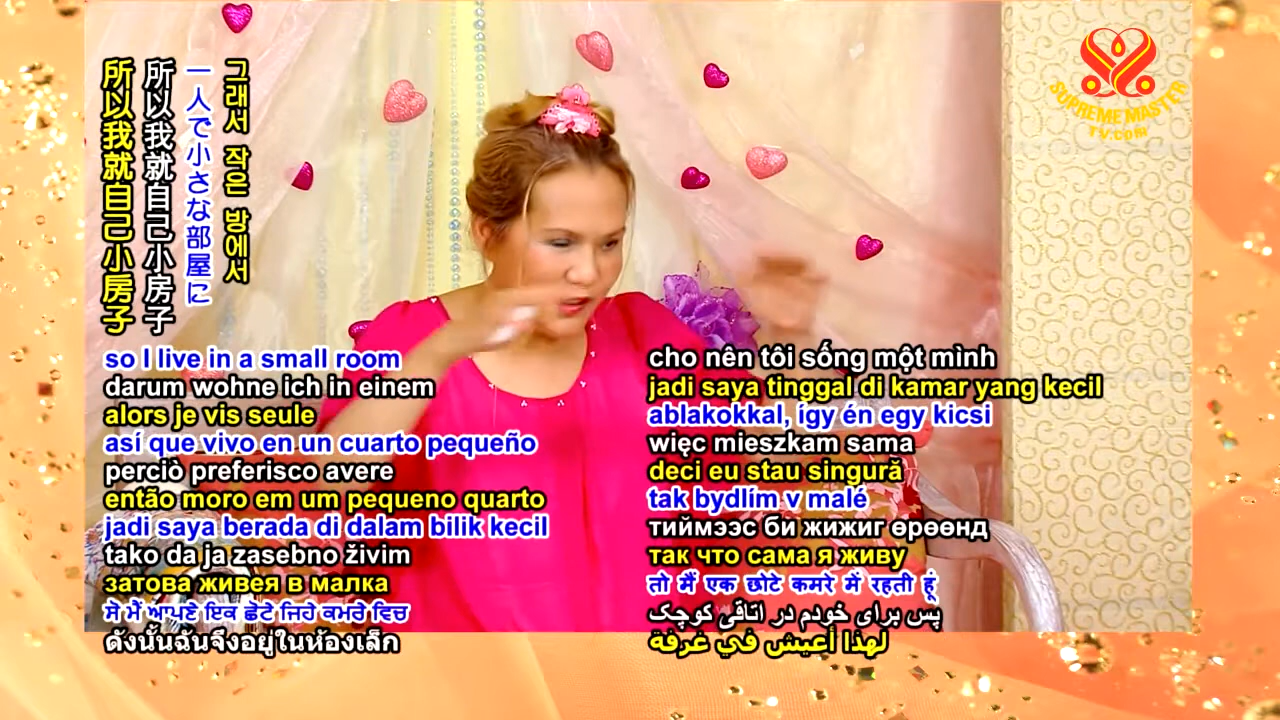 그래서 작은 방에서
一人で小さな部屋に
所以我就自己小房子
所以我就自己小房子
so I live in a small room
darum wohne ich in einem
alors je vis seule
así que vivo en un cuarto pequeño
perciò preferisco avere
então moro em um pequeno quarto
jadi saya berada di dalam bilik kecil
tako da ja zasebno živim
затова живея в малка
ਸੋ ਮੈਂ ਆਪਣੇ ਇਕ ਛੋਟੇ ਜਿਹੇ ਕਮਰੇ ਵਿਚ
ดังนั้นฉันจึงอยู่ในห้องเล็ก
cho nên tôi sống một mình
jadi saya tinggal di kamar yang kecil
ablakokkal, így én egy kicsi
więc mieszkam sama
deci eu stau singură
tak bydlím v malé
тиймээс би жижиг өрөөнд
так что сама я живу
तो मैं एक छोटे कमरे में रहती हूं
پس برای خودم در اتاقی کوچک
لهذا أعيش في غرفة
SUPREME MASTER
TV.COM